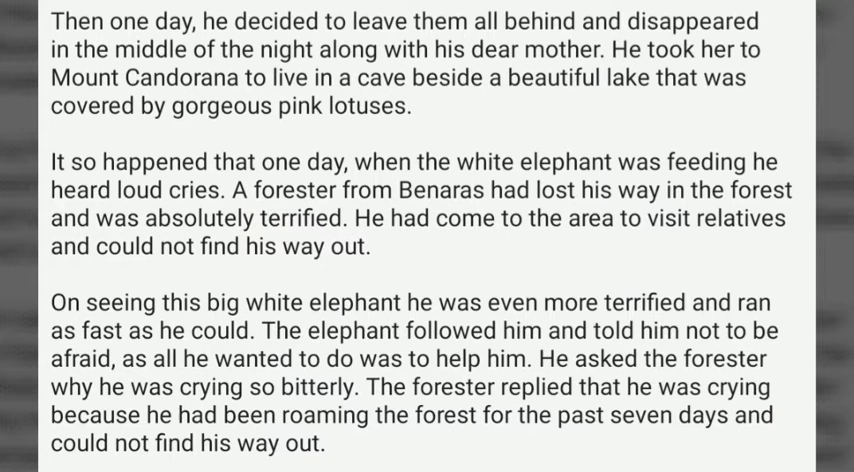 Then one day, he decided to leave them all behind and disappeared
in the middle of the night along with his dear mother. He took her to
Mount Candorana to live in a cave beside a beautiful lake that was
covered by gorgeous pink lotuses.
It so happened that one day, when the white elephant was feeding he
heard loud cries. A forester from Benaras had lost his way in the forest
and was absolutely terrified. He had come to the area to visit relatives
and could not find his way out.
On seeing this big white elephant he was even more terrified and ran
as fast as he could. The elephant followed him and told him not to be
afraid, as all he wanted to do was to help him. He asked the forester
why he was crying so bitterly. The forester replied that he was crying
because he had been roaming the forest for the past seven days and
could not find his way out.